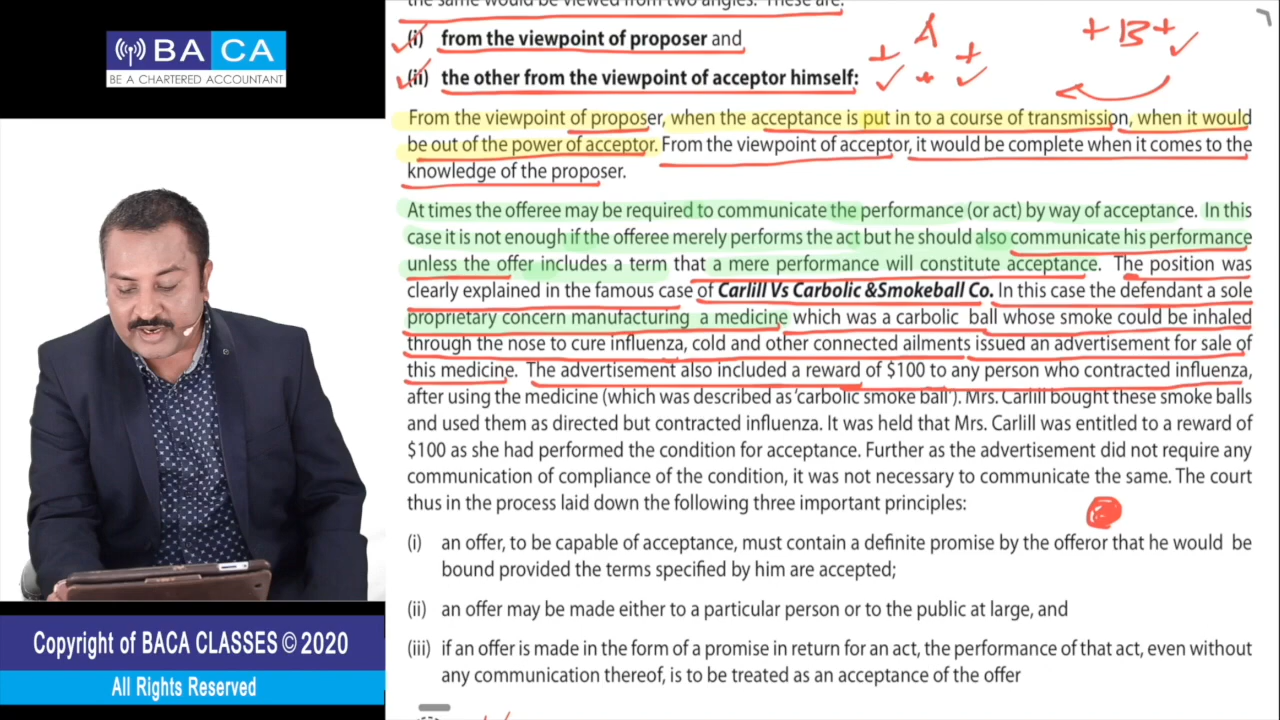 BA CA
BE A CHARTERED ACCOUNTANT
Copyright of BACA CLASSES © 2020
All Rights Reserved
the same would be viewed from two angles. These are:
(i) from the viewpoint of proposer and
(ii) the other from the viewpoint of acceptor himself:
A
+ B +
+ +
From the viewpoint of proposer, when the acceptance is put in to a course of transmission, when it would
be out of the power of acceptor. From the viewpoint of acceptor, it would be complete when it comes to the
knowledge of the proposer.
At times the offeree may be required to communicate the performance (or act) by way of acceptance. In this
case it is not enough if the offeree merely performs the act but he should also communicate his performance
unless the offer includes a term that a mere performance will constitute acceptance. The position was
clearly explained in the famous case of Carlill Vs Carbolic &Smokeball Co. In this case the defendant a sole
proprietary concern manufacturing a medicine which was a carbolic ball whose smoke could be inhaled
through the nose to cure influenza, cold and other connected ailments issued an advertisement for sale of
this medicine. The advertisement also included a reward of $100 to any person who contracted influenza,
after using the medicine (which was described as ‘carbolic smoke ball’). Mrs. Carlill bought these smoke balls
and used them as directed but contracted influenza. It was held that Mrs. Carlill was entitled to a reward of
$100 as she had performed the condition for acceptance. Further as the advertisement did not require any
communication of compliance of the condition, it was not necessary to communicate the same. The court
thus in the process laid down the following three important principles:
(i) an offer, to be capable of acceptance, must contain a definite promise by the offeror that he would be
bound provided the terms specified by him are accepted;
(ii) an offer may be made either to a particular person or to the public at large, and
(iii) if an offer is made in the form of a promise in return for an act, the performance of that act, even without
any communication thereof, is to be treated as an acceptance of the offer